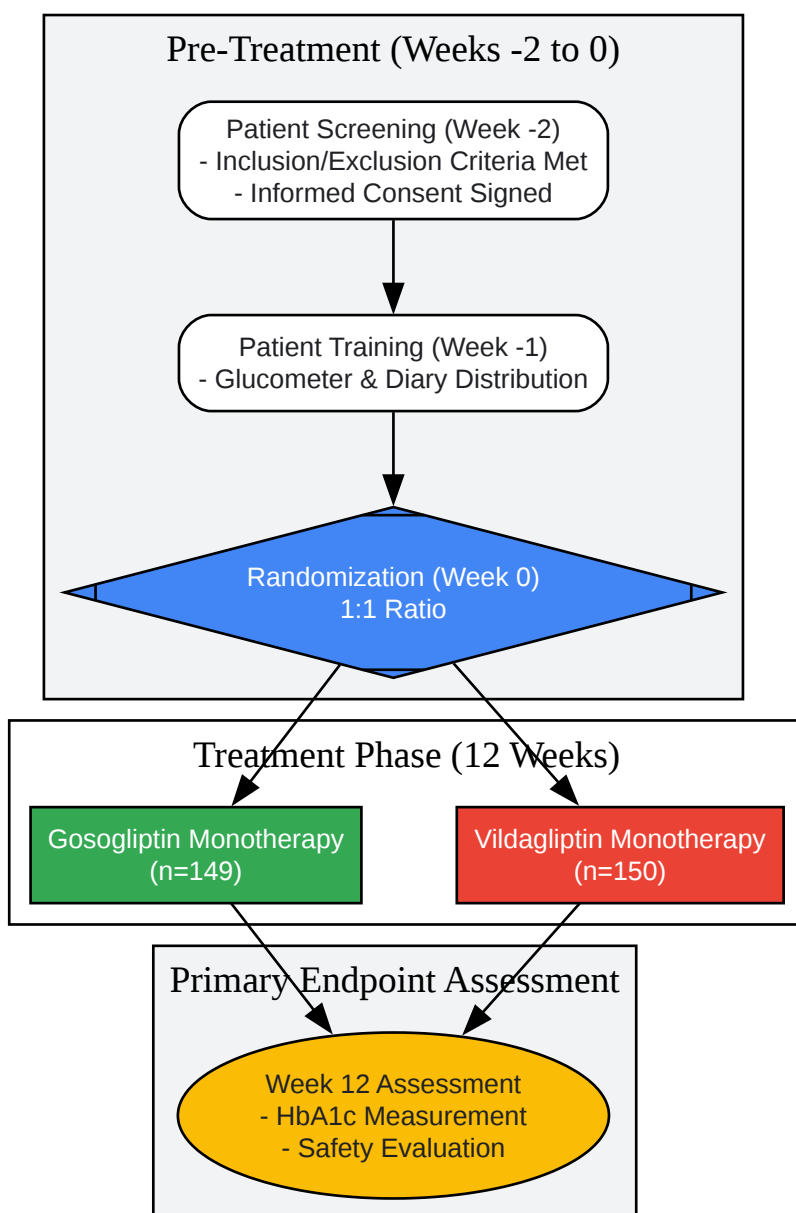 Pre-Treatment (Weeks -2 to 0)
Patient Screening (Week -2)
- Inclusion/Exclusion Criteria Met
- Informed Consent Signed
Patient Training (Week -1)
- Glucometer & Diary Distribution
Randomization (Week 0)
1:1 Ratio
Treatment Phase (12 Weeks)
Gosogliptin Monotherapy
(n=149)
Vildagliptin Monotherapy
(n=150)
Primary Endpoint Assessment
Week 12 Assessment
- HbA1c Measurement
- Safety Evaluation